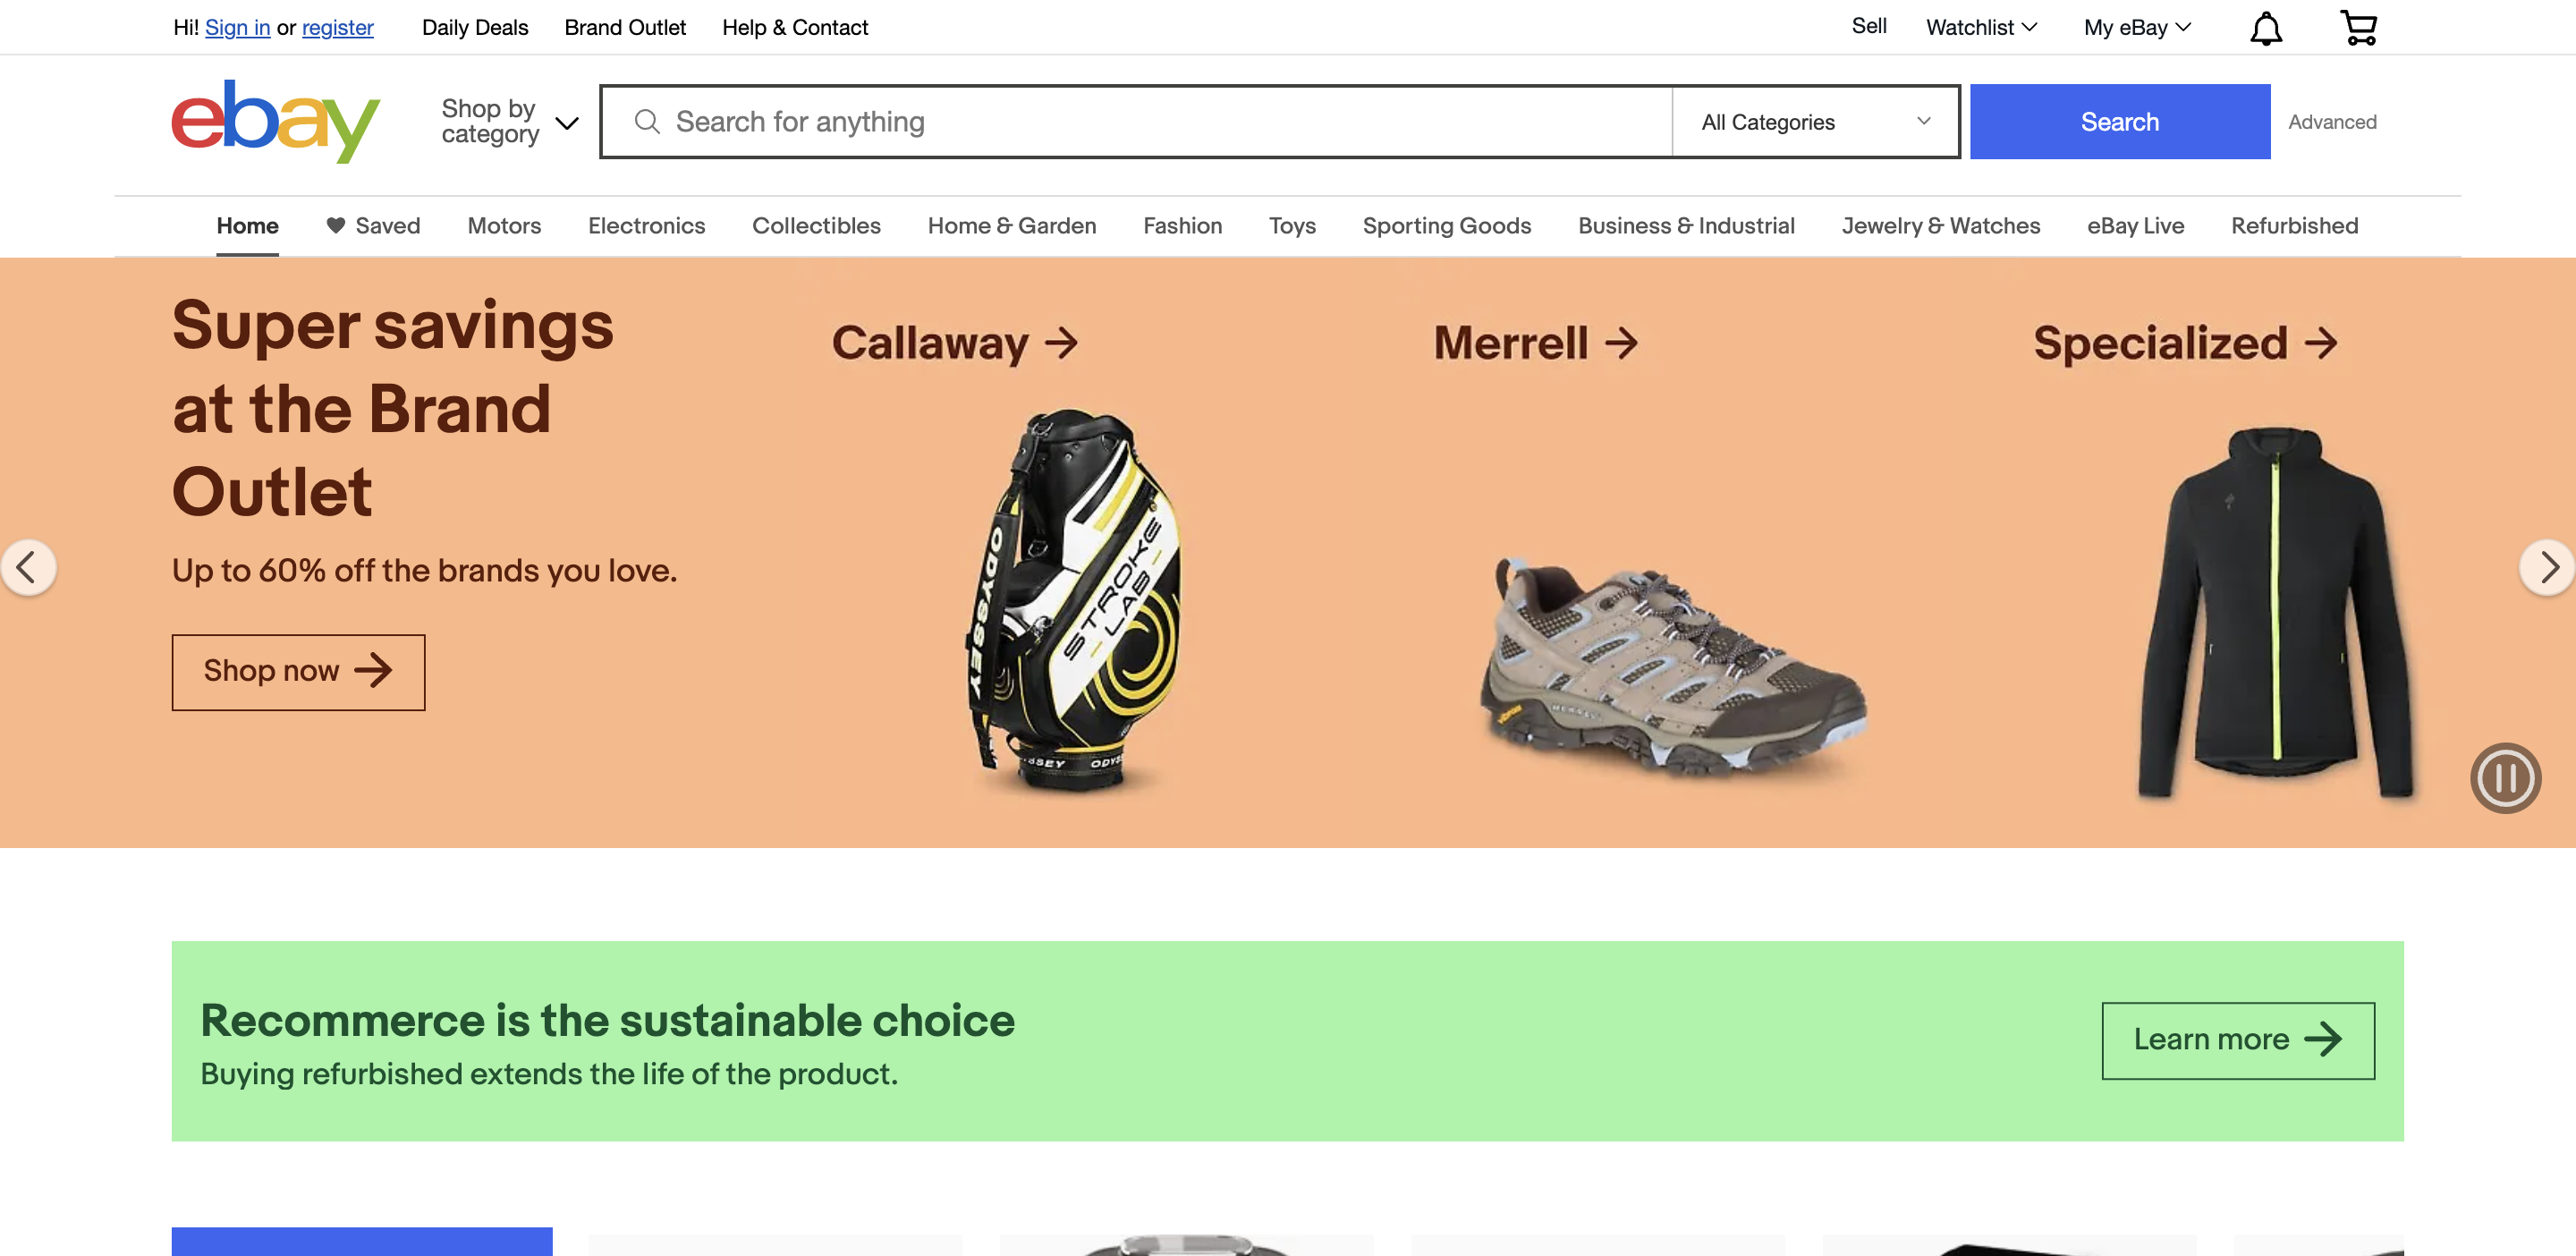 Hi! Sign in or register
Daily Deals
Brand Outlet
Help & Contact
Sell
Watchlist
My eBay
ebay
Shop by
category
Search for anything
All Categories
Search
Advanced
Home
Saved
Motors
Electronics
Collectibles
Home & Garden
Fashion
Toys
Sporting Goods
Business & Industrial
Jewelry & Watches
eBay Live
Refurbished
Super savings
at the Brand
Outlet
Up to 60% off the brands you love.
Shop now
Callaway
ODYSSEY
STROKE
LAB
Merrell
Specialized
Recommerce is the sustainable choice
Buying refurbished extends the life of the product.
Learn more